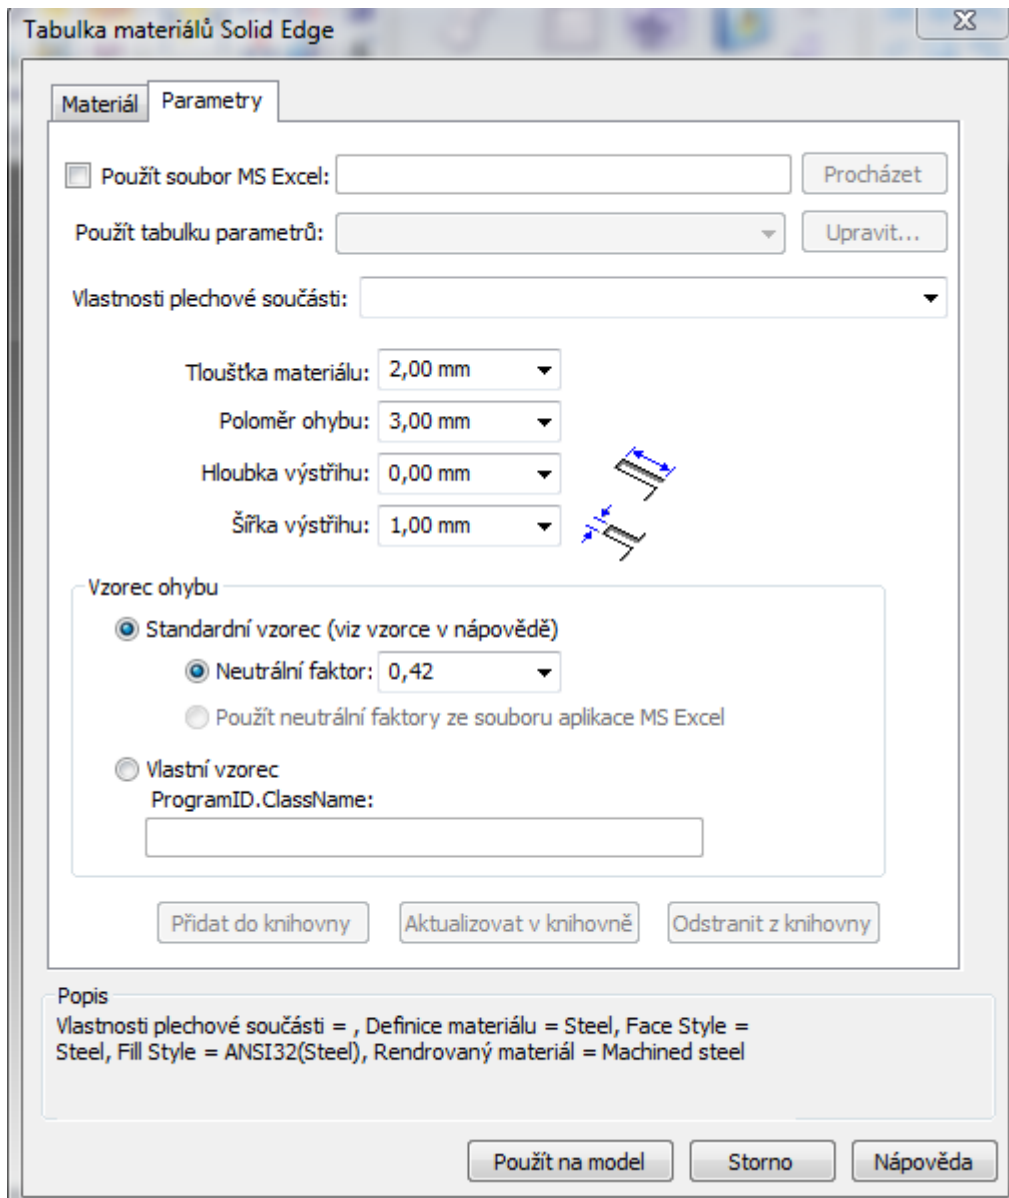 Tabulka materiálů Solid Edge
Materiál Parametry
Použít soubor MS Excel: Procházet
Použít tabulku parametrů: Upravit...
Vlastnosti plechové součásti:
Tloušťka materiálu: 2,00 mm
Poloměr ohybu: 3,00 mm
Hloubka výstřihu: 0,00 mm
Šířka výstřihu: 1,00 mm
Vzorec ohybu
Standardní vzorec (viz vzorce v nápovědě)
Neutrální faktor: 0,42
Použít neutrální faktory ze souboru aplikace MS Excel
Vlastní vzorec
ProgramID.ClassName:
Přidat do knihovny Aktualizovat v knihovně Odstranit z knihovny
Popis
Vlastnosti plechové součásti = , Definice materiálu = Steel, Face Style =
Steel, Fill Style = ANSI32(Steel), Rendrovaný materiál = Machined steel
Použít na model Storno Nápověda